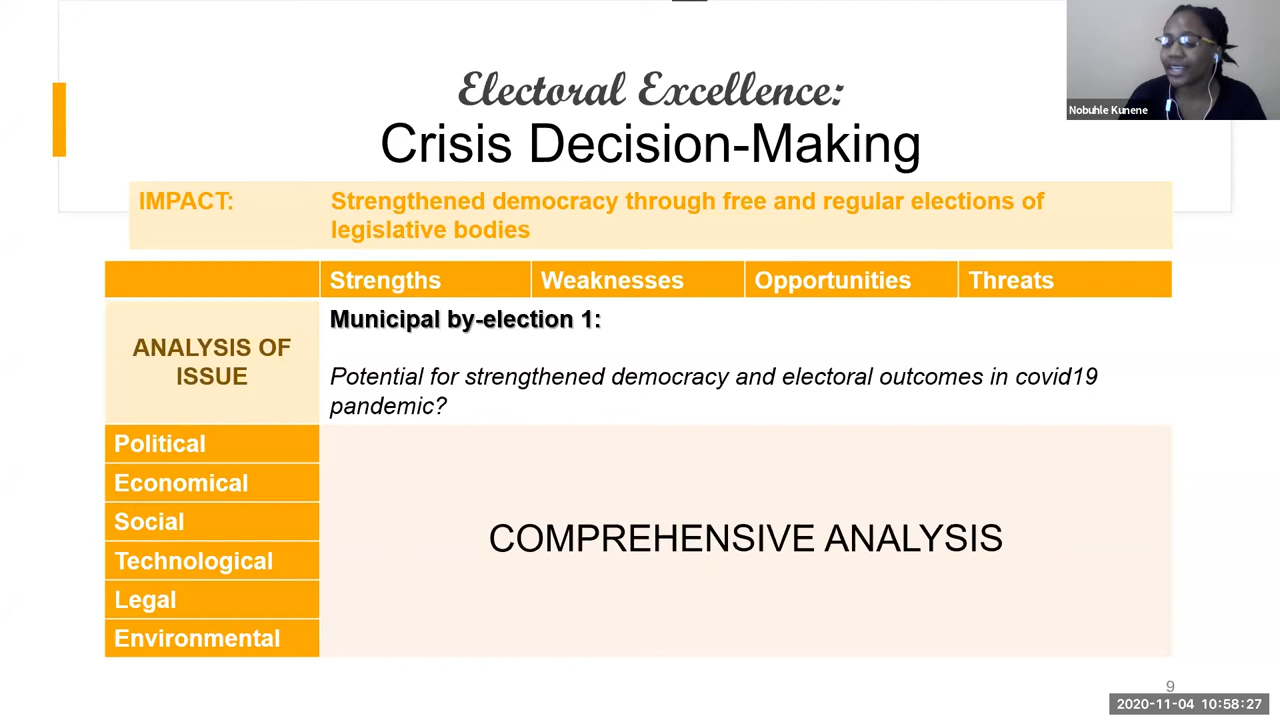 Electoral Excellence:
Crisis Decision-Making
Nobuhle Kunene
IMPACT: Strengthened democracy through free and regular elections of
legislative bodies
Strengths Weaknesses Opportunities Threats
ANALYSIS OF
ISSUE
Municipal by-election 1:
Potential for strengthened democracy and electoral outcomes in covid19
pandemic?
Political
Economical
Social
Technological
Legal
Environmental
COMPREHENSIVE ANALYSIS
9
2020-11-04 10:58:27